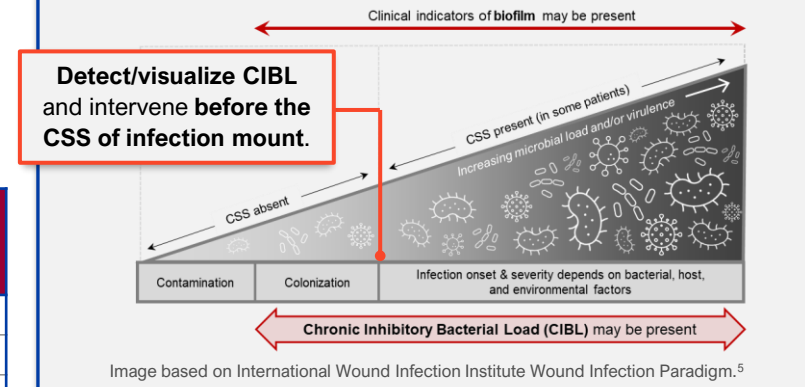 Clinical indicators of biofilm may be present
Detect/visualize CIBL
and intervene before the
CSS of infection mount.
CSS present (in some patients)
Increasing microbial load and/or virulence
CSS absent
Contamination
Colonization
Infection onset & severity depends on bacterial, host,
and environmental factors
Chronic Inhibitory Bacterial Load (CIBL) may be present
Image based on International Wound Infection Institute Wound Infection Paradigm.⁵